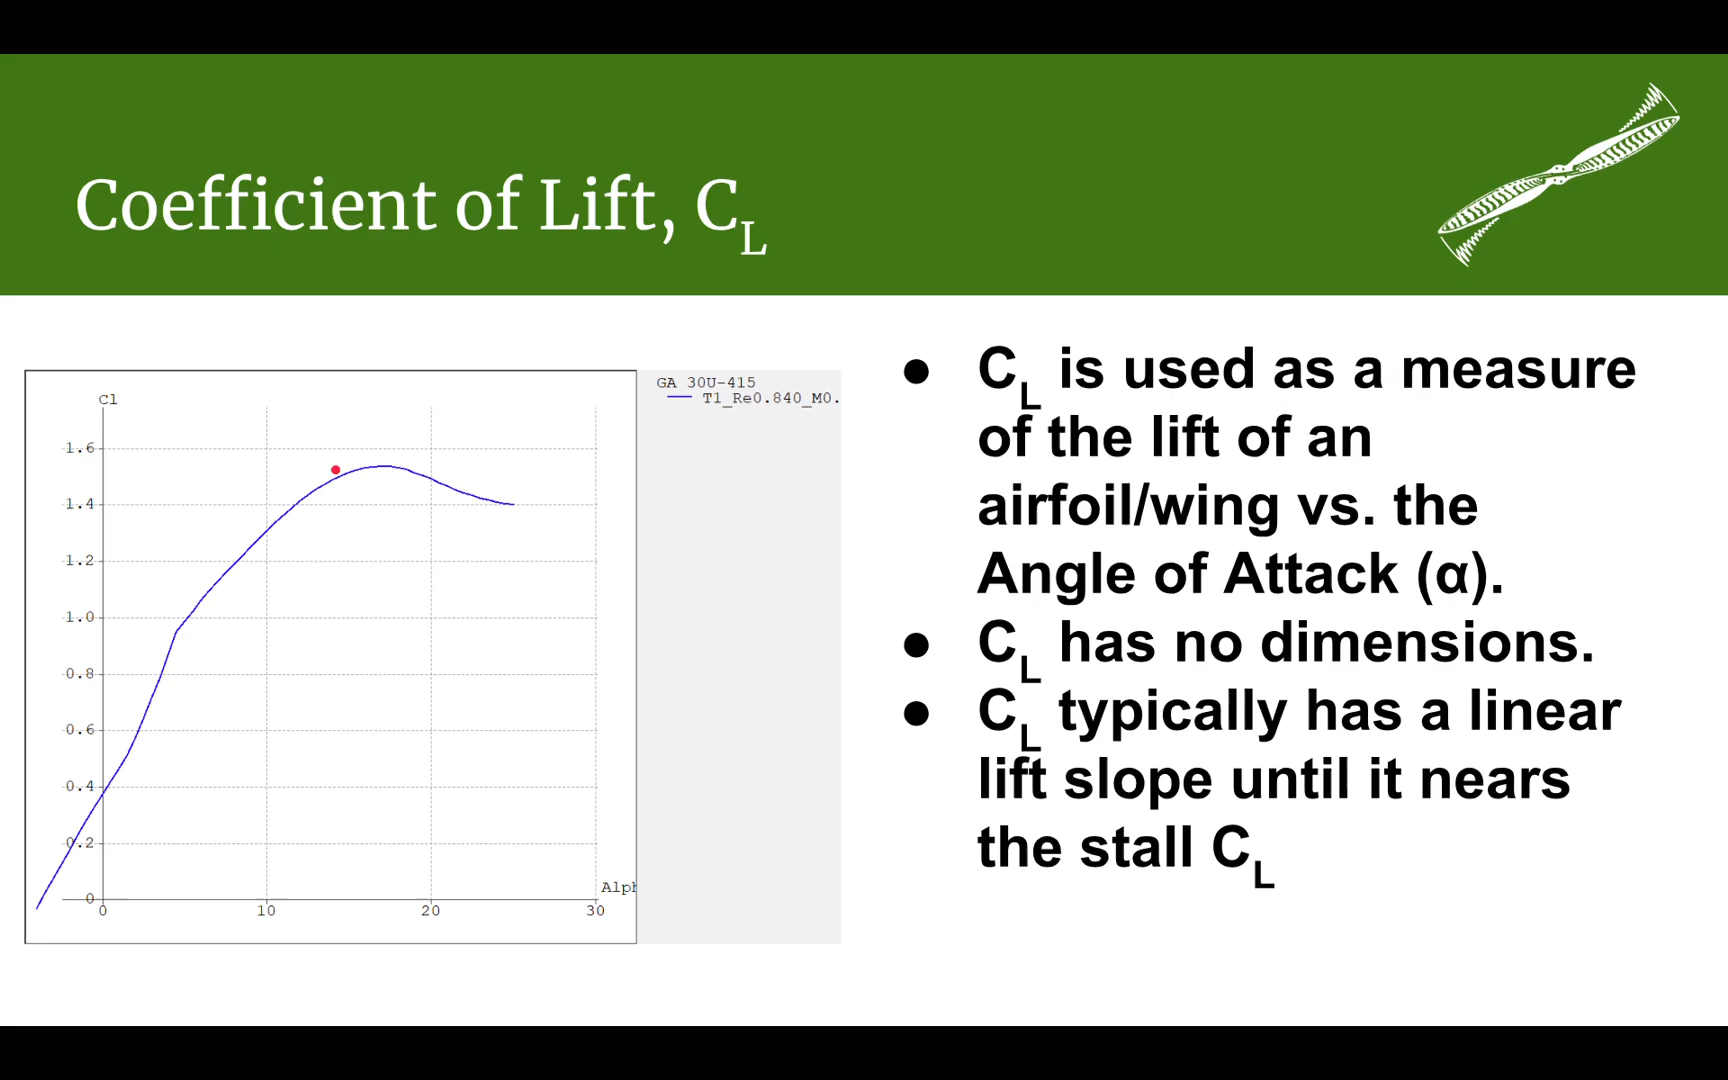 Coefficient of Lift, CL
Cl
1.6
1.4
1.2
1.0
0.8
0.6
0.4
0.2
0
0 10 20 30
Alph
GA 30U-415
T1_Re0.840_M0.
● CL is used as a measure
of the lift of an
airfoil/wing vs. the
Angle of Attack (α).
● CL has no dimensions.
● CL typically has a linear
lift slope until it nears
the stall CL